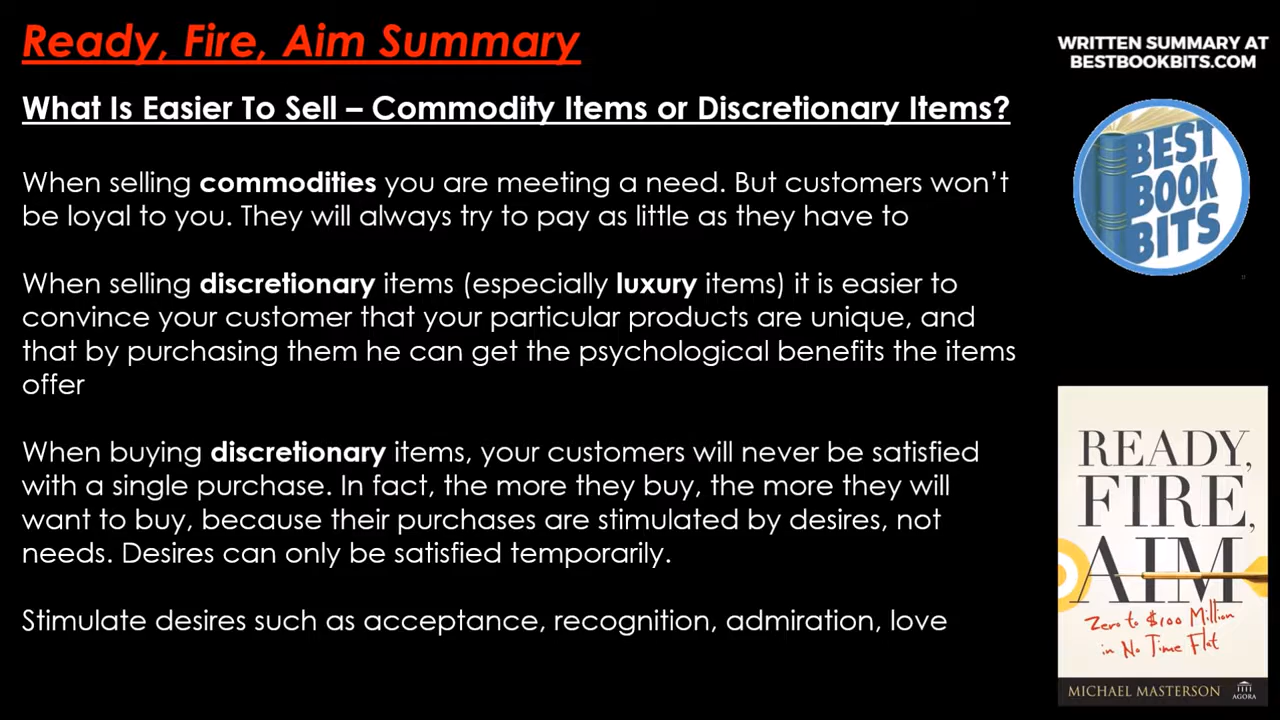 Ready, Fire, Aim Summary
WRITTEN SUMMARY AT
BESTBOOKBITS.COM
What Is Easier To Sell – Commodity Items or Discretionary Items?
When selling commodities you are meeting a need. But customers won't
be loyal to you. They will always try to pay as little as they have to
When selling discretionary items (especially luxury items) it is easier to
convince your customer that your particular products are unique, and
that by purchasing them he can get the psychological benefits the items
offer
When buying discretionary items, your customers will never be satisfied
with a single purchase. In fact, the more they buy, the more they will
want to buy, because their purchases are stimulated by desires, not
needs. Desires can only be satisfied temporarily.
Stimulate desires such as acceptance, recognition, admiration, love
BEST
BOOK
BITS
READY,
FIRE,
AIM
Zero to $100 Million
in No Time Flat
MICHAEL MASTERSON
AGORA